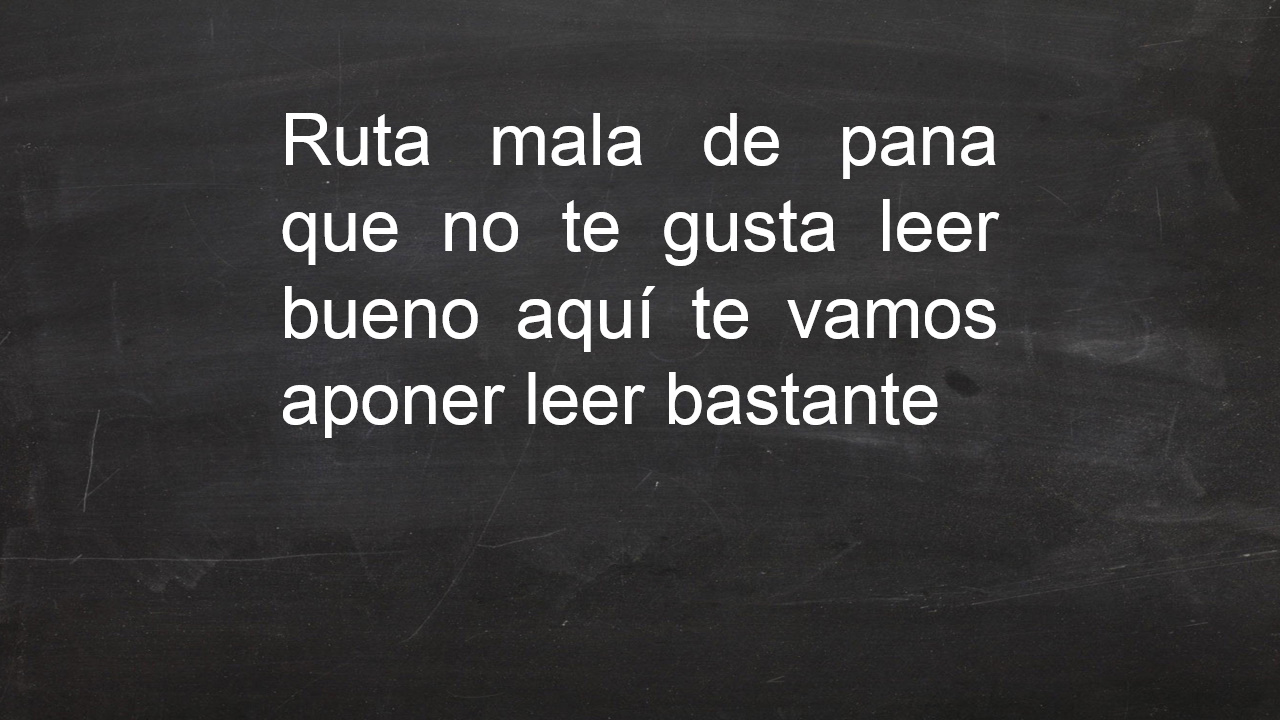 Ruta mala de pana
que no te gusta leer
bueno aquí te vamos
aponer leer bastante